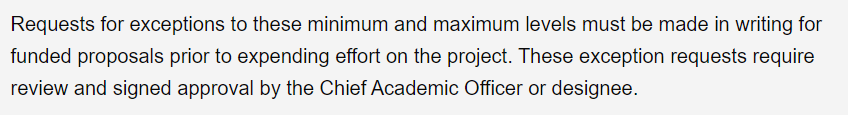 Requests for exceptions to these minimum and maximum levels must be made in writing for
funded proposals prior to expending effort on the project. These exception requests require
review and signed approval by the Chief Academic Officer or designee.